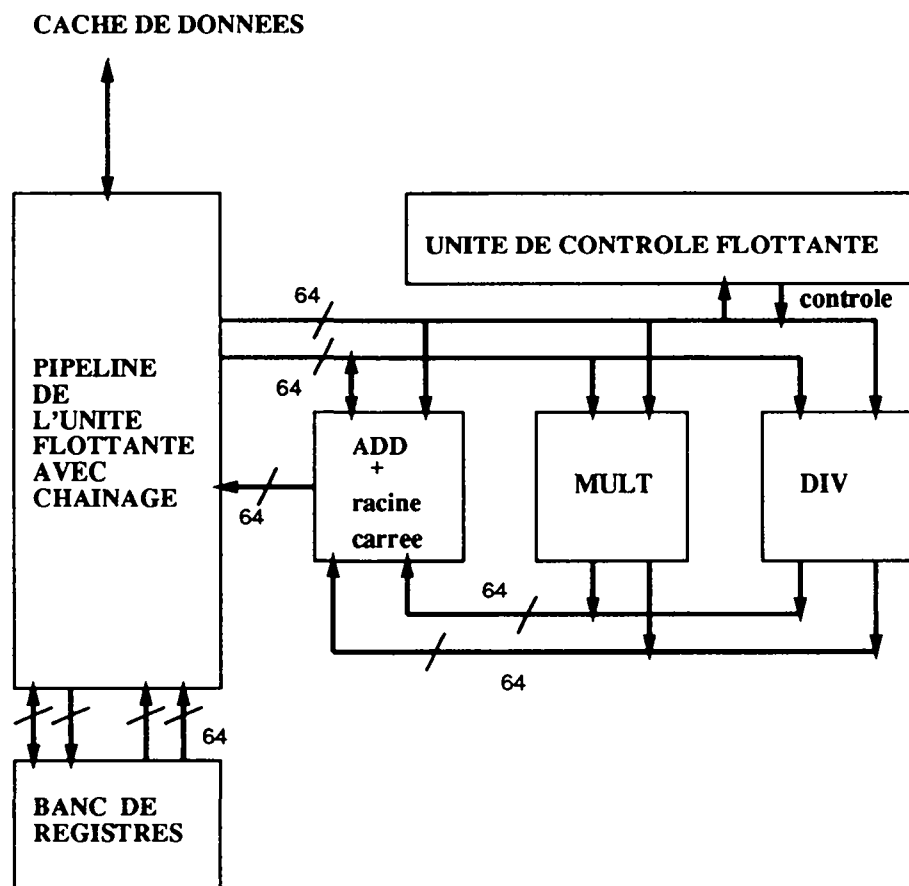 CACHE DE DONNEES
UNITE DE CONTROLE FLOTTANTE
64
controle
64
PIPELINE
DE
L'UNITE
FLOTTANTE
AVEC
CHAINAGE
ADD
+
racine
carree
MULT
DIV
64
64
64
64
BANC DE
REGISTRES